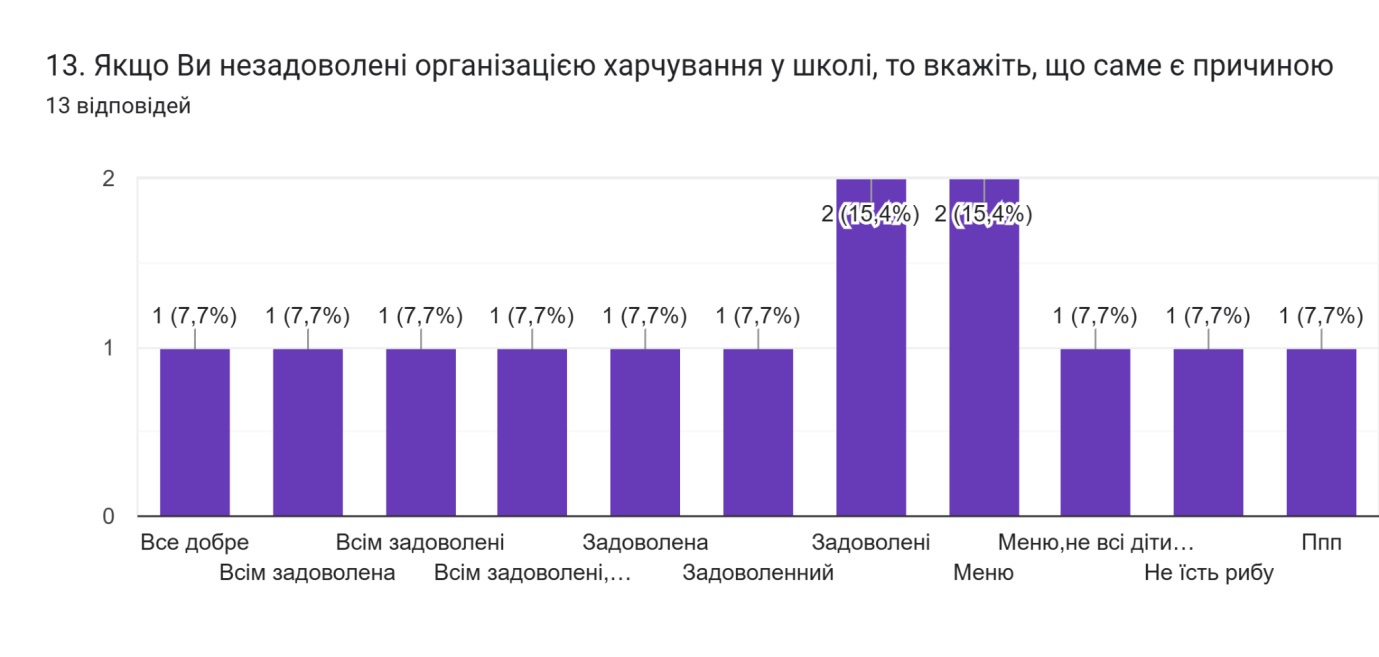 13. Якщо Ви незадоволені організацією харчування у школі, то вкажіть, що саме є причиною
13 відповідей
2
1
0
1 (7,7%)
1 (7,7%)
1 (7,7%)
1 (7,7%)
1 (7,7%)
1 (7,7%)
2 (15,4%)
2 (15,4%)
1 (7,7%)
1 (7,7%)
1 (7,7%)
Все добре
Всім задоволена
Всім задоволені
Всім задоволені,…
Задоволена
Задоволенний
Задоволені
Меню
Меню,не всі діти…
Не їсть рибу
Ппп